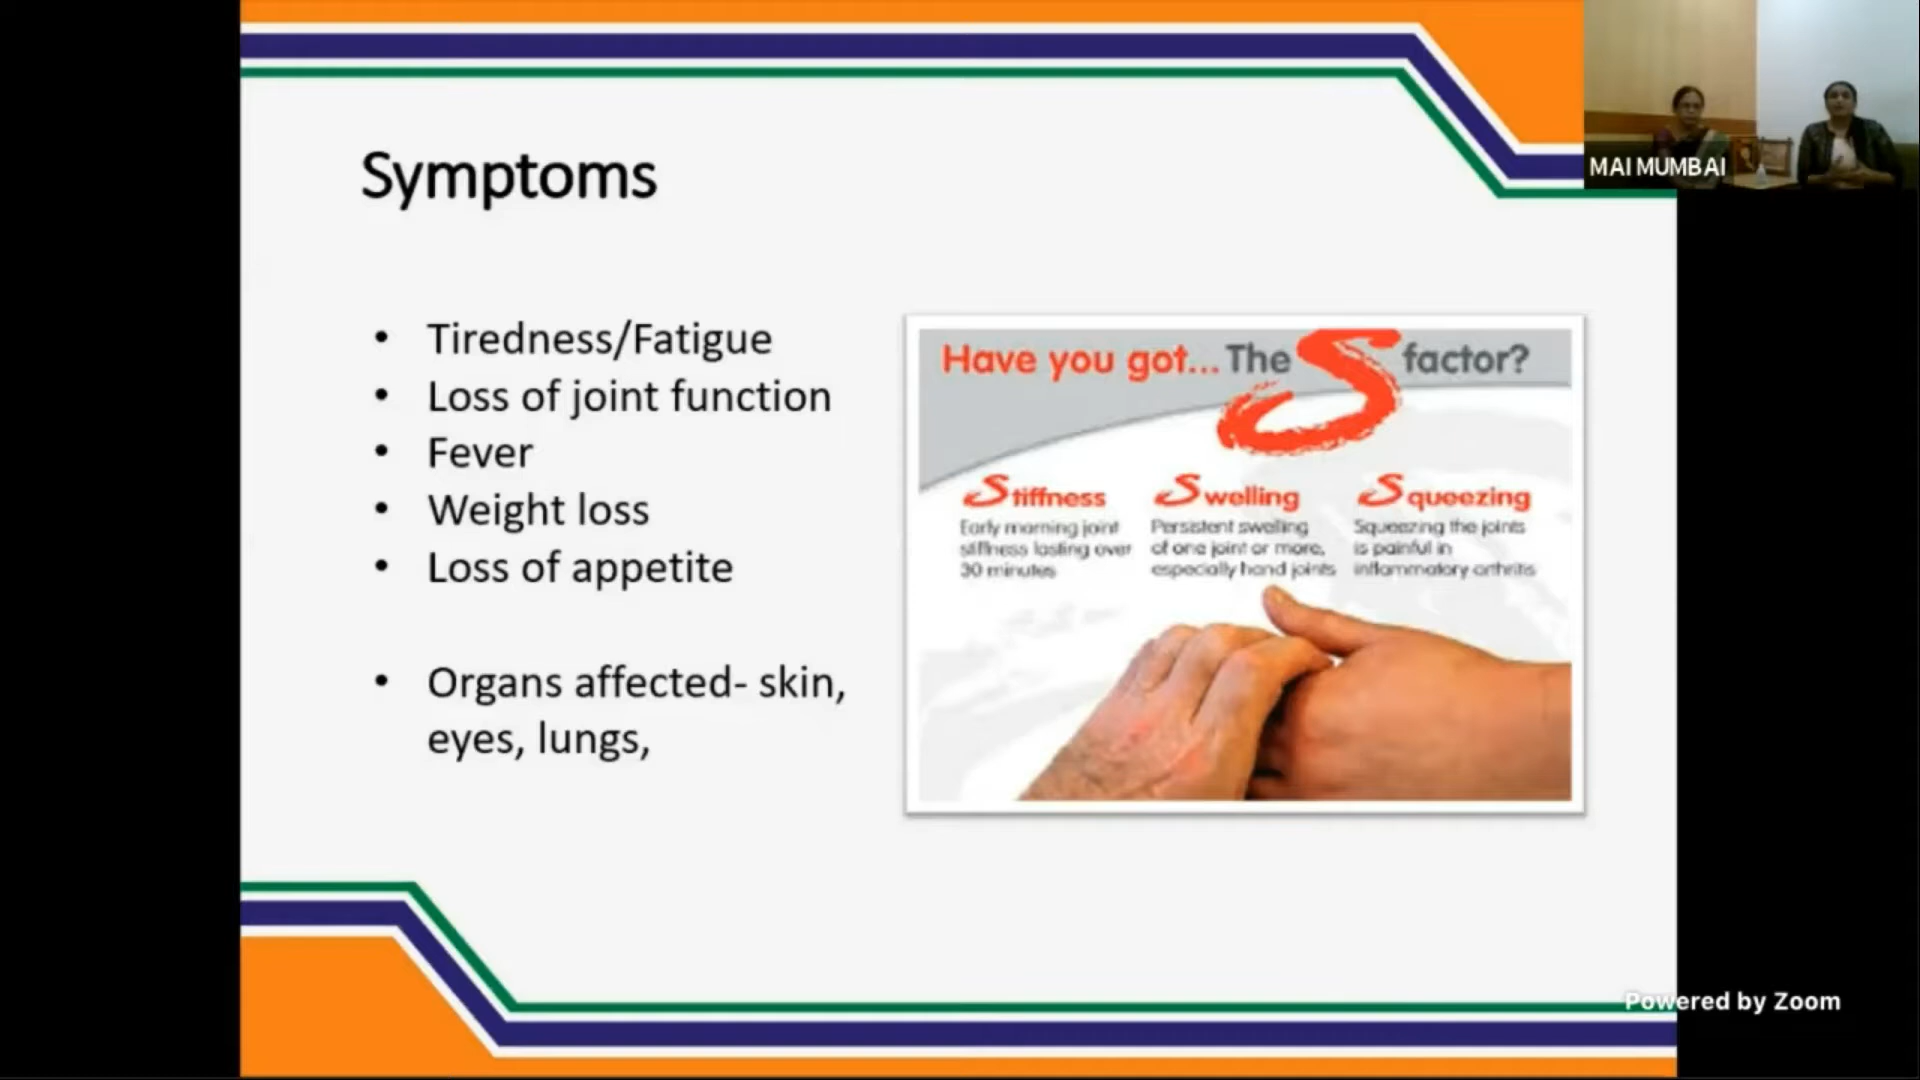 Symptoms
• Tiredness/Fatigue
• Loss of joint function
• Fever
• Weight loss
• Loss of appetite
• Organs affected- skin,
eyes, lungs,
Have you got... The S factor?
Stiffness
Early morning joint
stiffness lasting over
30 minutes
Swelling
Persistent swelling
of one joint or more,
especially hand joints
Squeezing
Squeezing the joints
is painful in
inflammatory arthritis
MAI MUMBAI
Powered by Zoom